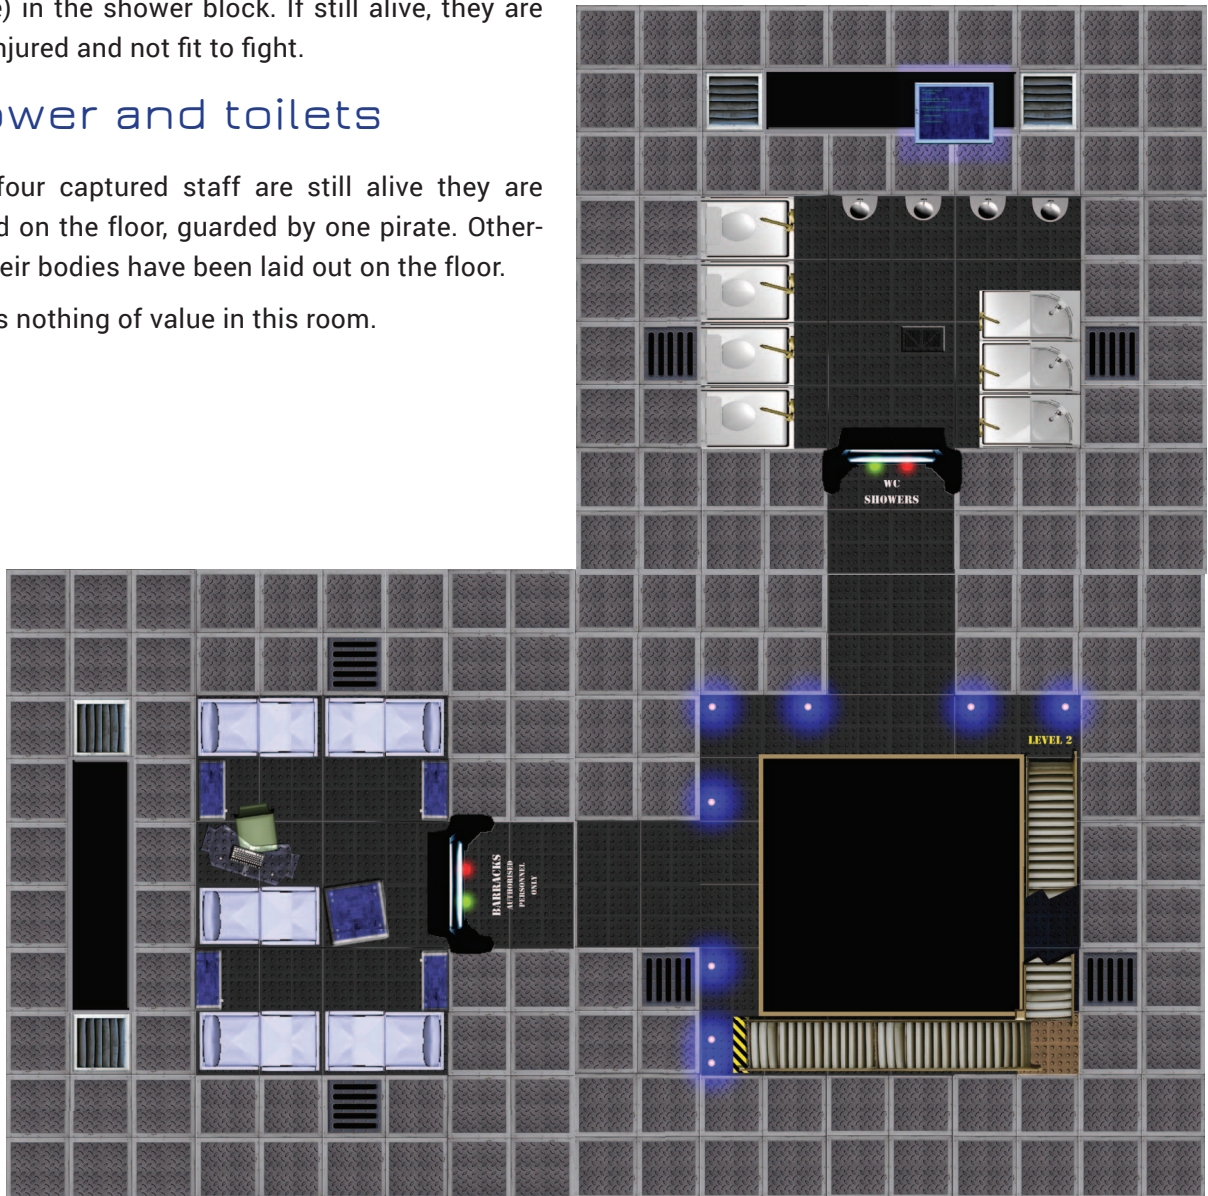 e) in the shower block. If still alive, they are
njured and not fit to fight.
ower and toilets
four captured staff are still alive they are
d on the floor, guarded by one pirate. Other-
eir bodies have been laid out on the floor.
s nothing of value in this room.
WC
SHOWERS
LEVEL 2
BARRACKS
AUTHORISED
PERSONNEL
ONLY